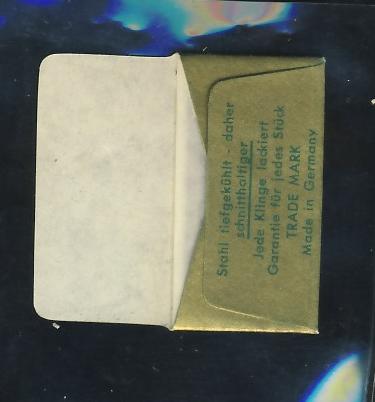 Stahl tiefgekühlt - daher
schnitthaltiger
Jede Klinge lackiert
Garantie für jedes Stück
TRADE MARK
Made in Germany